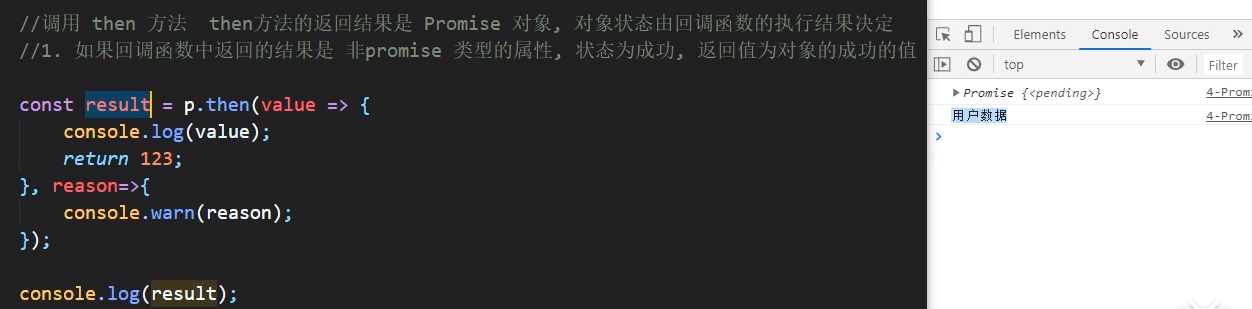 //调用 then 方法  then方法的返回结果是 Promise 对象, 对象状态由回调函数的执行结果决定
//1. 如果回调函数中返回的结果是 非promise 类型的属性, 状态为成功, 返回值为对象的成功的值
const result = p.then(value => {
    console.log(value);
    return 123;
}, reason=>{
    console.warn(reason);
});
console.log(result);
Elements Console Sources »
top Filter
Promise {<pending>} 4-Prom
用户数据 4-Prom